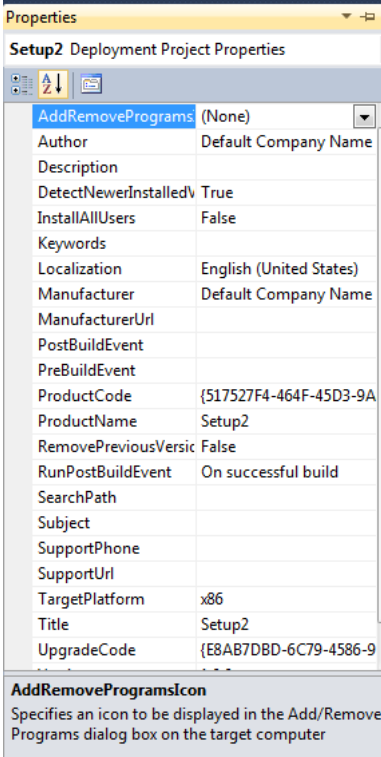 Properties
Setup2 Deployment Project Properties
AddRemovePrograms (None)
Author Default Company Name
Description
DetectNewerInstalledV True
InstallAllUsers False
Keywords
Localization English (United States)
Manufacturer Default Company Name
ManufacturerUrl
PostBuildEvent
PreBuildEvent
ProductCode {517527F4-464F-45D3-9A
ProductName Setup2
RemovePreviousVersic False
RunPostBuildEvent On successful build
SearchPath
Subject
SupportPhone
SupportUrl
TargetPlatform x86
Title Setup2
UpgradeCode {E8AB7DBD-6C79-4586-9
AddRemoveProgramsIcon
Specifies an icon to be displayed in the Add/Remove
Programs dialog box on the target computer